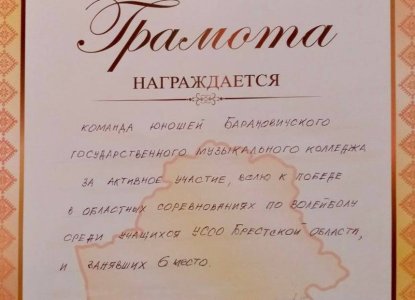 Грамота
НАГРАЖДАЕТСЯ
КОМАНДА ЮНОШЕЙ БАРАНОВИЧСКОГО
ГОСУДАРСТВЕННОГО МУЗЫКАЛЬНОГО КОЛЛЕДЖА
ЗА АКТИВНОЕ УЧАСТИЕ, ВОЛЮ К ПОБЕДЕ
В ОБЛАСТНЫХ СОРЕВНОВАНИЯХ ПО ВОЛЕЙБОЛУ
СРЕДИ УЧАЩИХСЯ УССО БРЕСТСКОЙ ОБЛАСТИ,
И ЗАНЯВШИХ 6 МЕСТО.